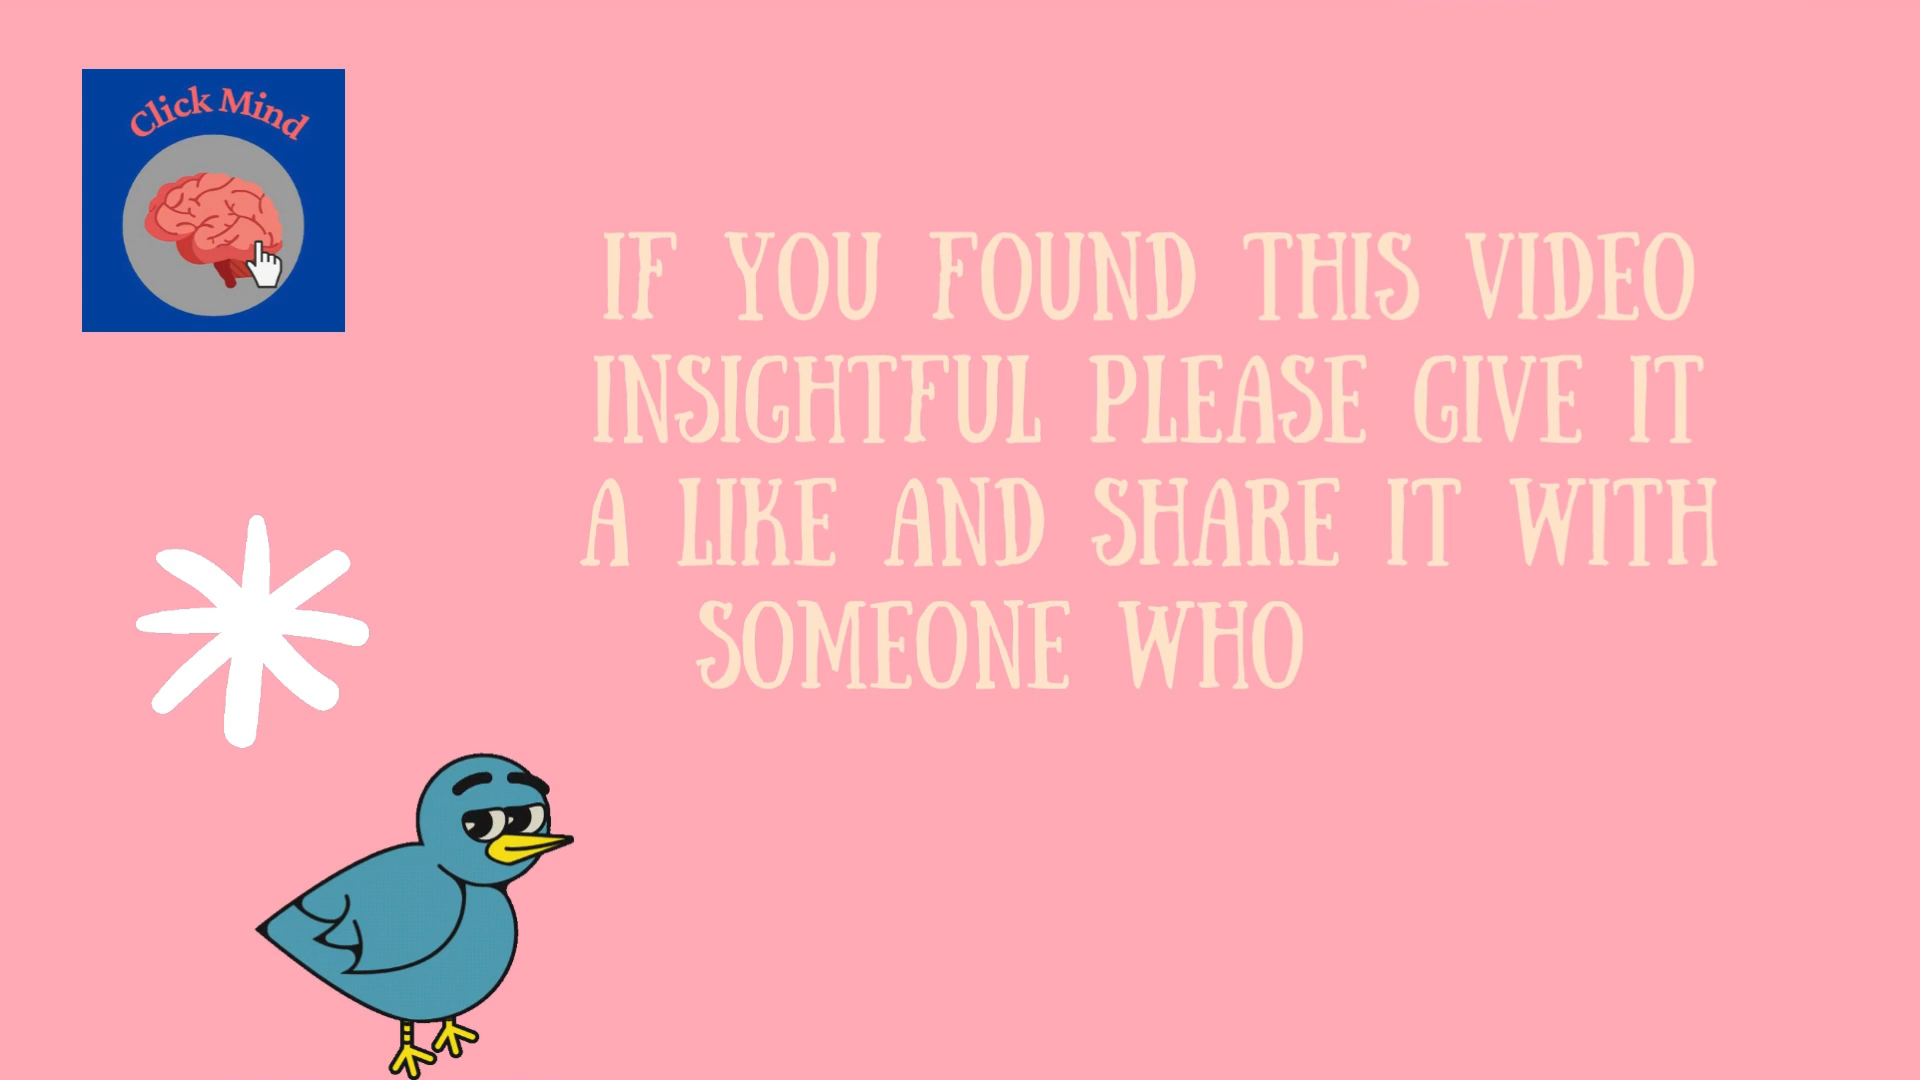 Click Mind
IF YOU FOUND THIS VIDEO
INSIGHTFUL PLEASE GIVE IT
A LIKE AND SHARE IT WITH
SOMEONE WHO